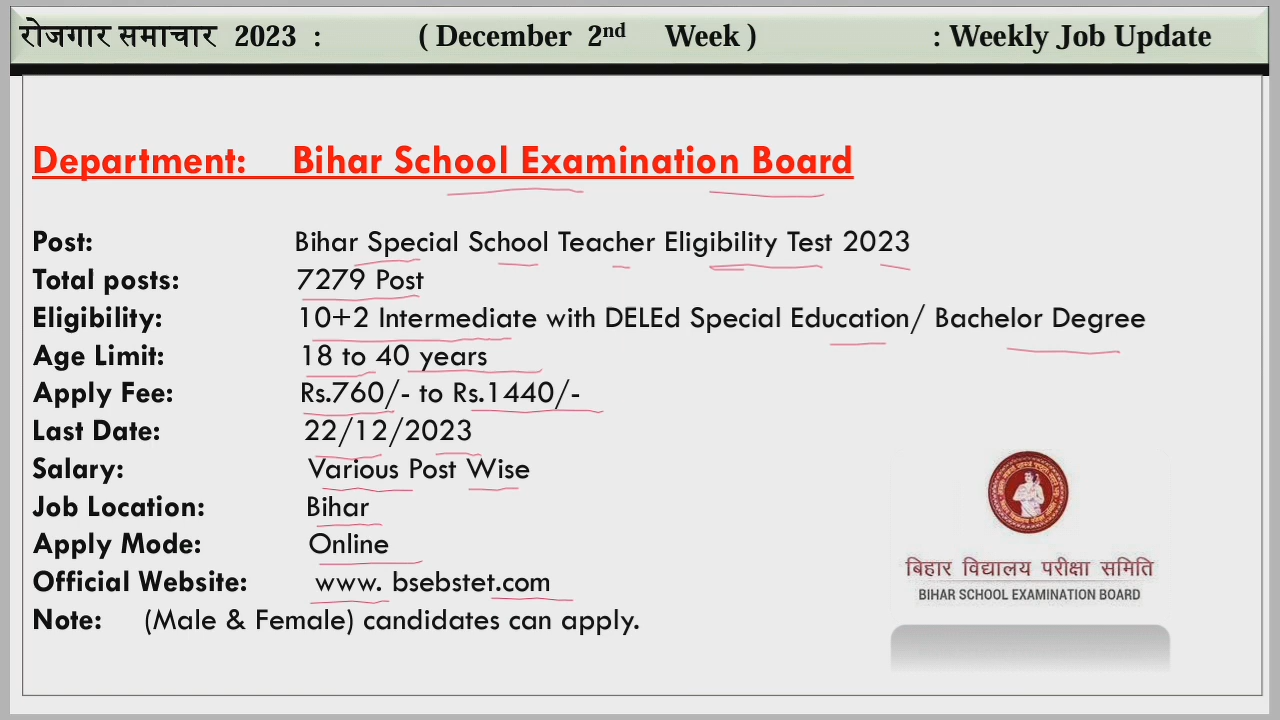 रोजगार समाचार 2023 : ( December 2nd Week ) : Weekly Job Update
Department: Bihar School Examination Board
Post: Bihar Special School Teacher Eligibility Test 2023
Total posts: 7279 Post
Eligibility: 10+2 Intermediate with DELEd Special Education/ Bachelor Degree
Age Limit: 18 to 40 years
Apply Fee: Rs.760/- to Rs.1440/-
Last Date: 22/12/2023
Salary: Various Post Wise
Job Location: Bihar
Apply Mode: Online
Official Website: www. bsebstet.com
Note: (Male & Female) candidates can apply.
बिहार विद्यालय परीक्षा समिति
BIHAR SCHOOL EXAMINATION BOARD